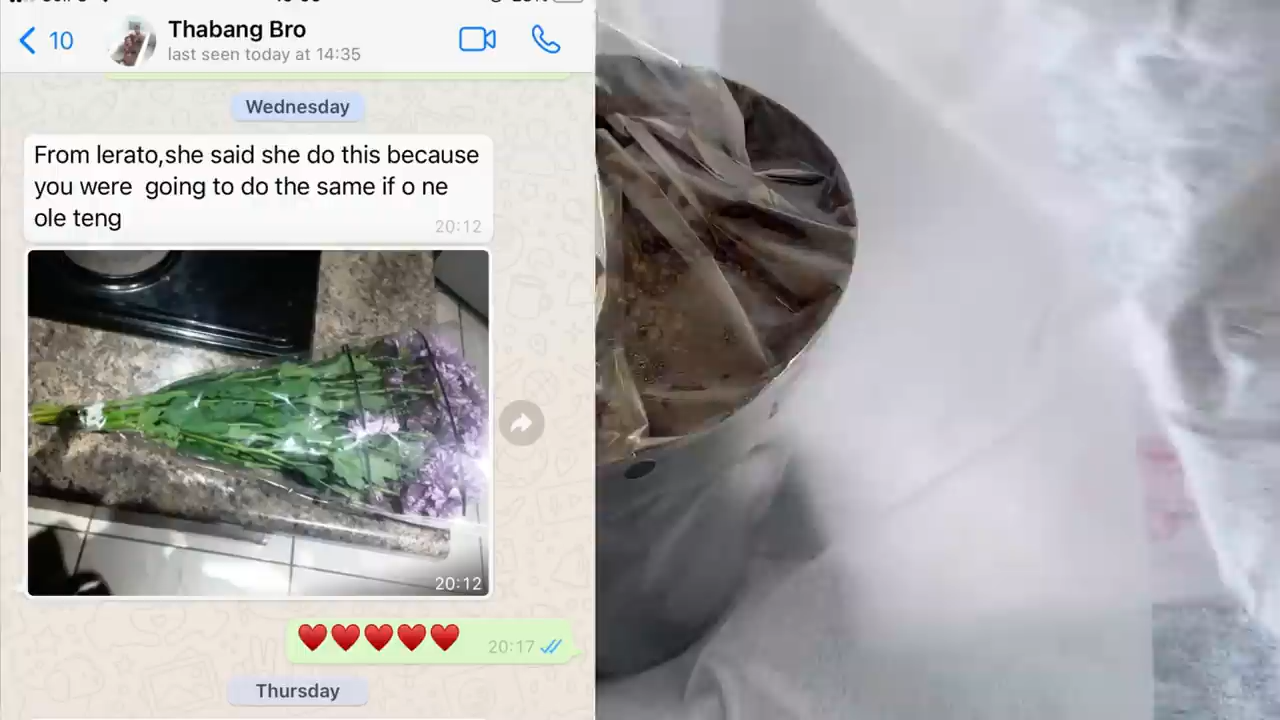 10
Thabang Bro
last seen today at 14:35
Wednesday
From lerato,she said she do this because
you were going to do the same if o ne
ole teng
20:12
20:12
20:17
Thursday